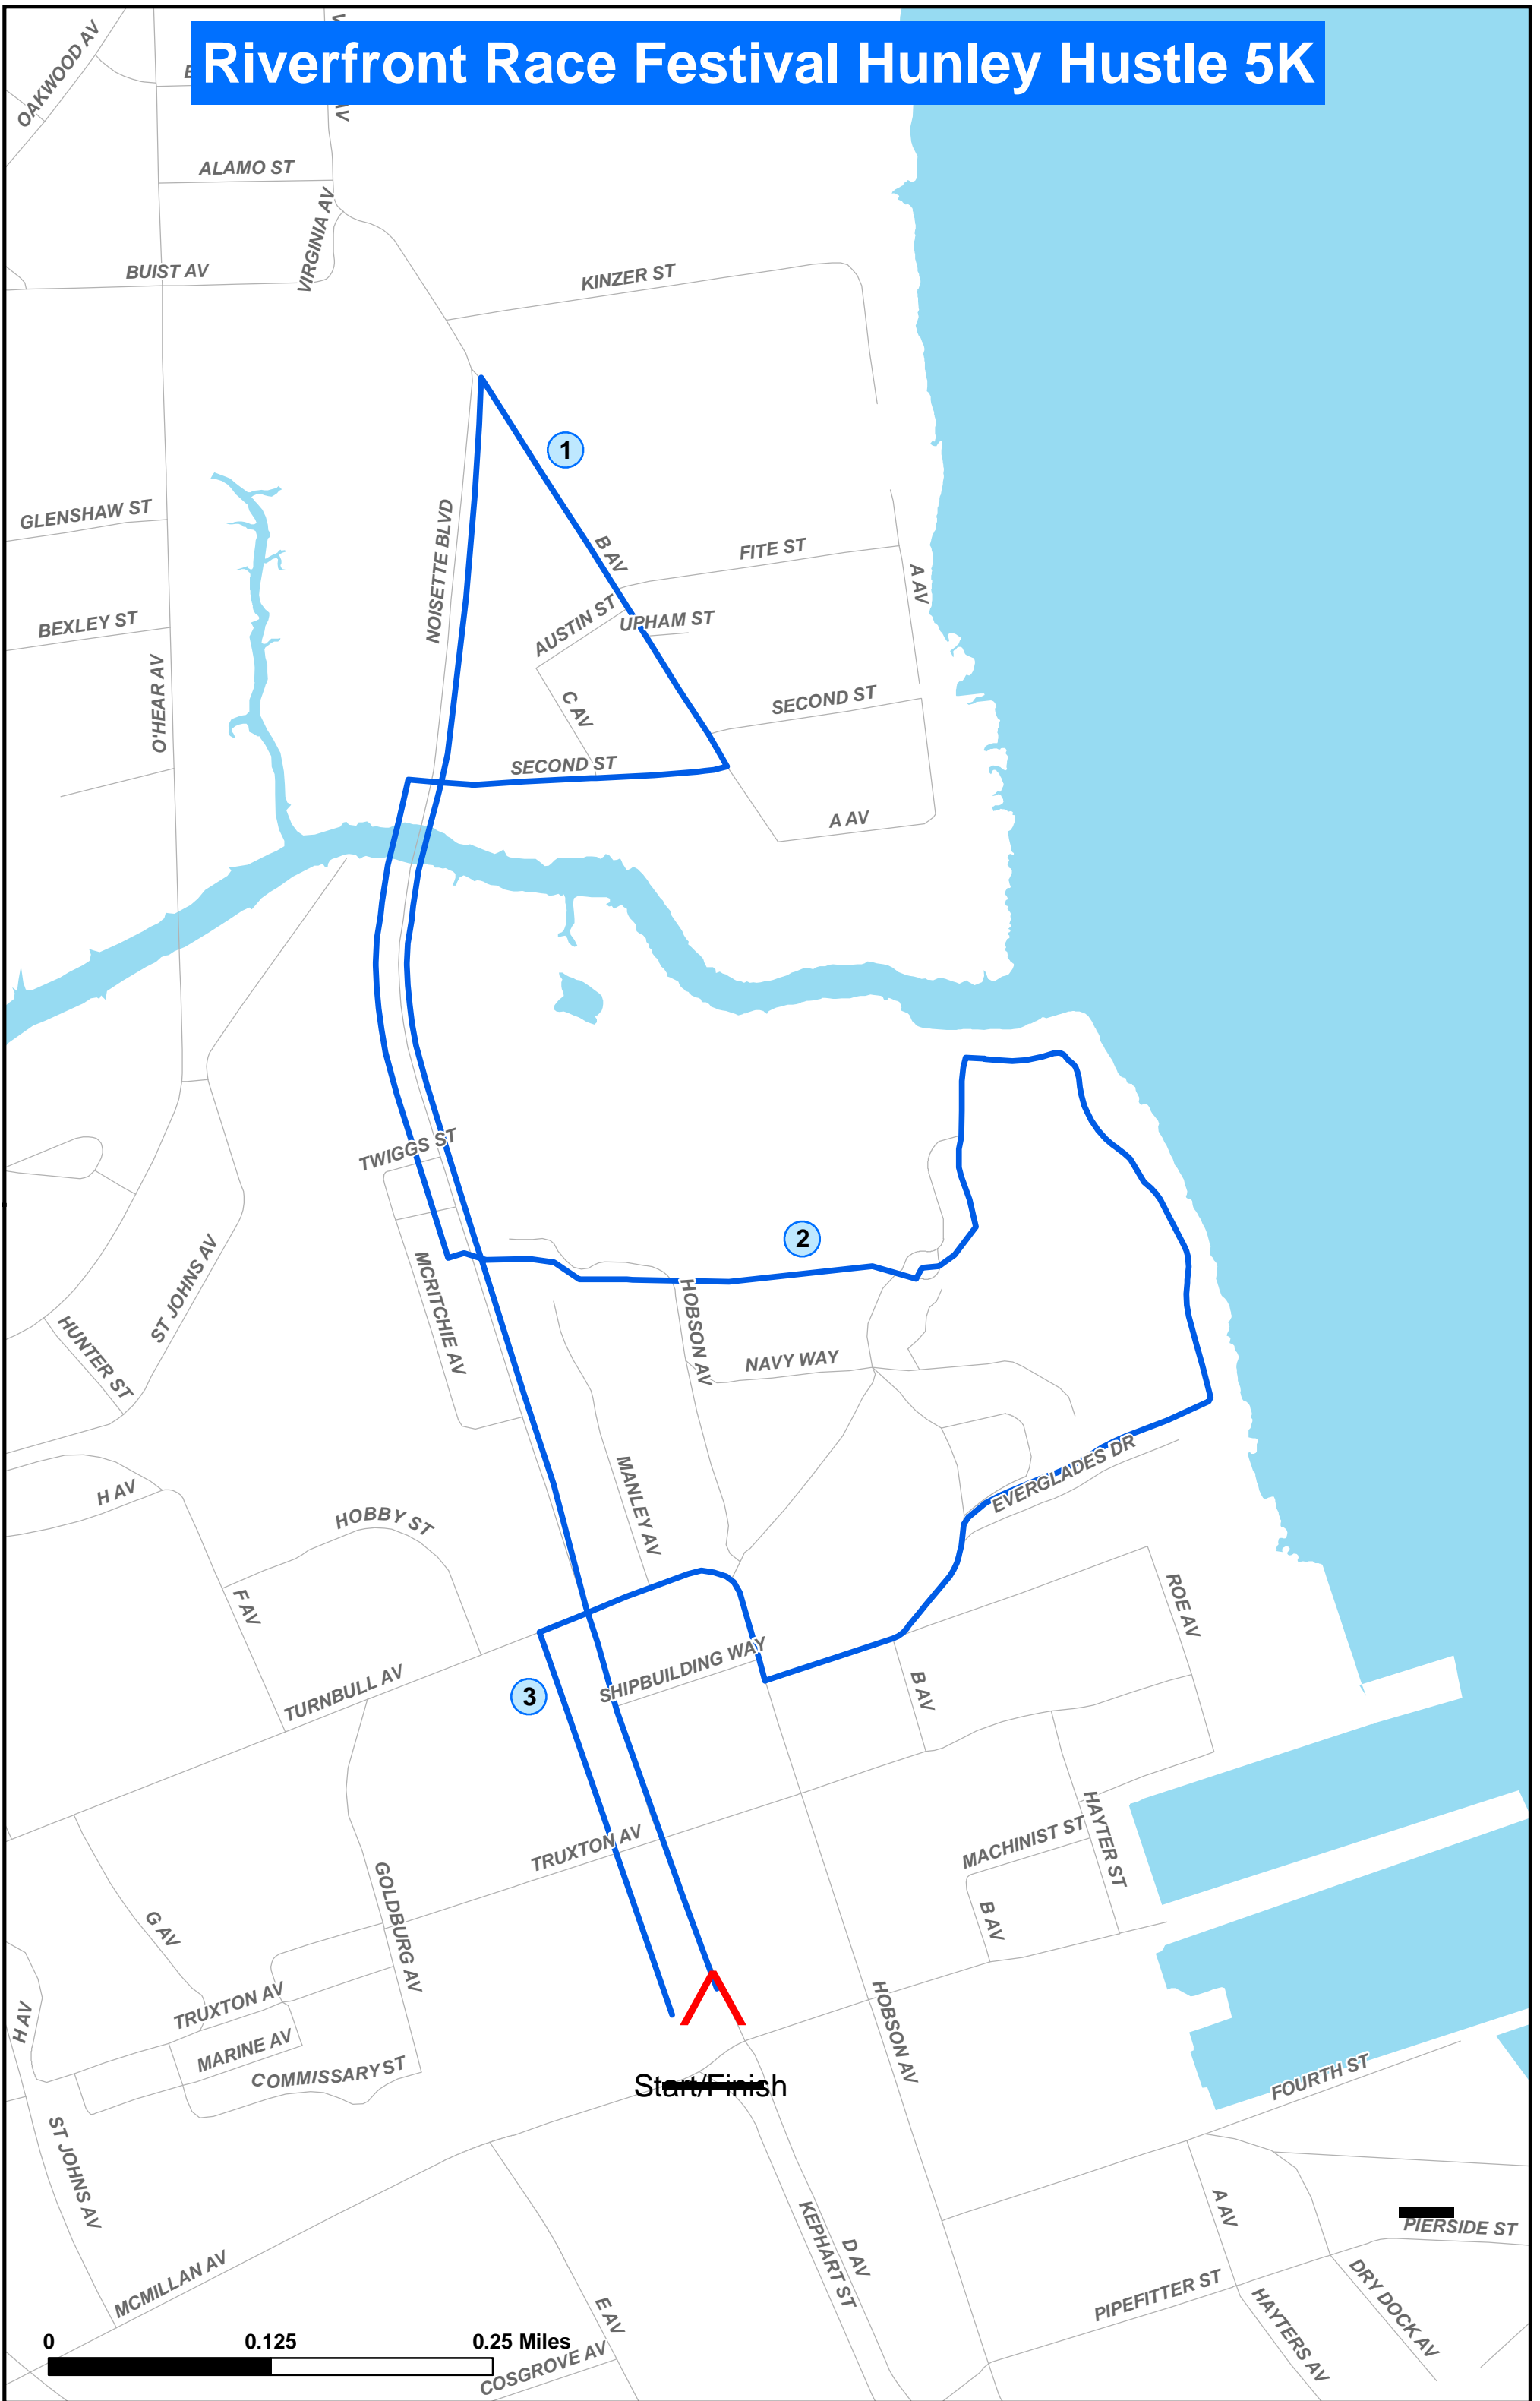 Riverfront Race Festival Hunley Hustle 5K
OAKWOOD AV
ALAMO ST
VIRGINIA AV
BUIST AV
KINZER ST
1
GLENSHAW ST
NOISETTE BLVD
B AV
FITE ST
A AV
AUSTIN ST
UPHAM ST
BEXLEY ST
O'HEAR AV
C AV
SECOND ST
SECOND ST
A AV
TWIGGS ST
2
ST JOHNS AV
MCRITCHIE AV
HOBSON AV
HUNTER ST
NAVY WAY
EVERGLADES DR
MANLEY AV
H AV
HOBBY ST
F AV
ROE AV
SHIPBUILDING WAY
TURNBULL AV
3
B AV
TRUXTON AV
HAYTER ST
MACHINIST ST
GOLDBURG AV
G AV
B AV
TRUXTON AV
H AV
MARINE AV
HOBSON AV
COMMISSARY ST
Start/Finish
FOURTH ST
ST JOHNS AV
A AV
PIERSIDE ST
KEPHART ST
D AV
MCMILLAN AV
PIPEFITTER ST
DRY DOCK AV
HAYTERS AV
E AV
0 0.125 0.25 Miles
COSGROVE AV